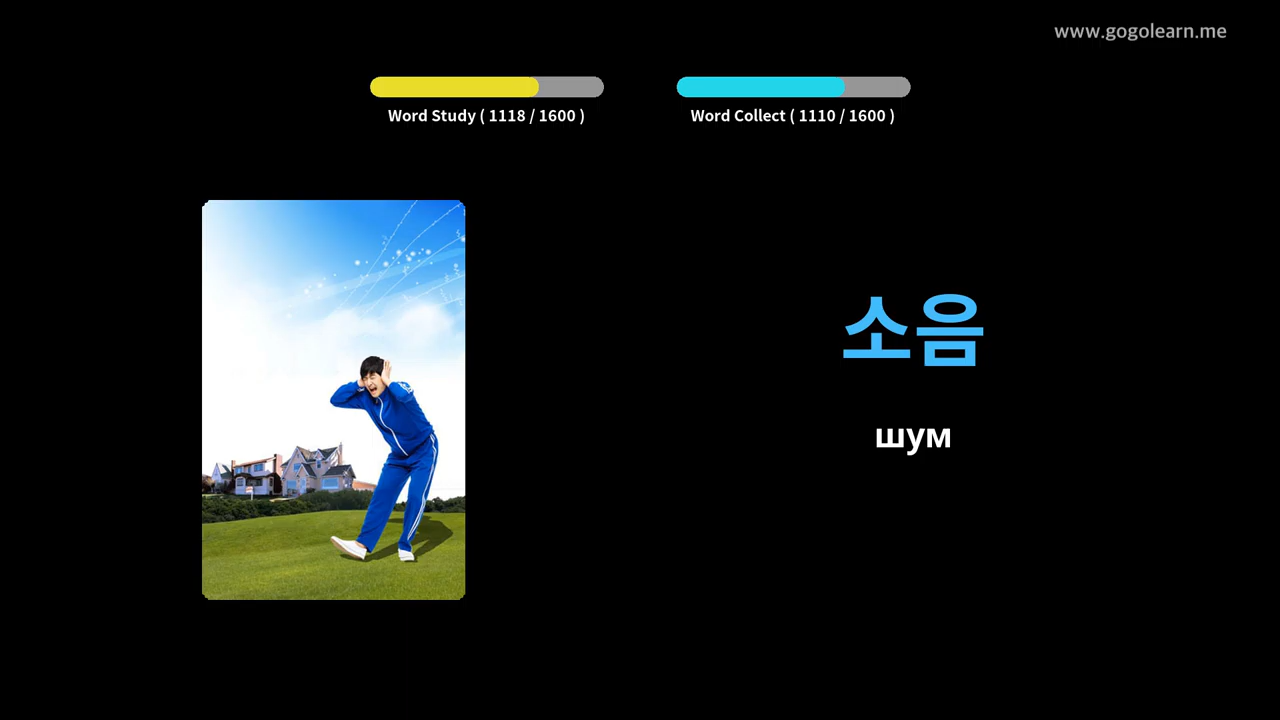 www.gogolearn.me
Word Study ( 1118 / 1600 )
Word Collect ( 1110 / 1600 )
소음
шум